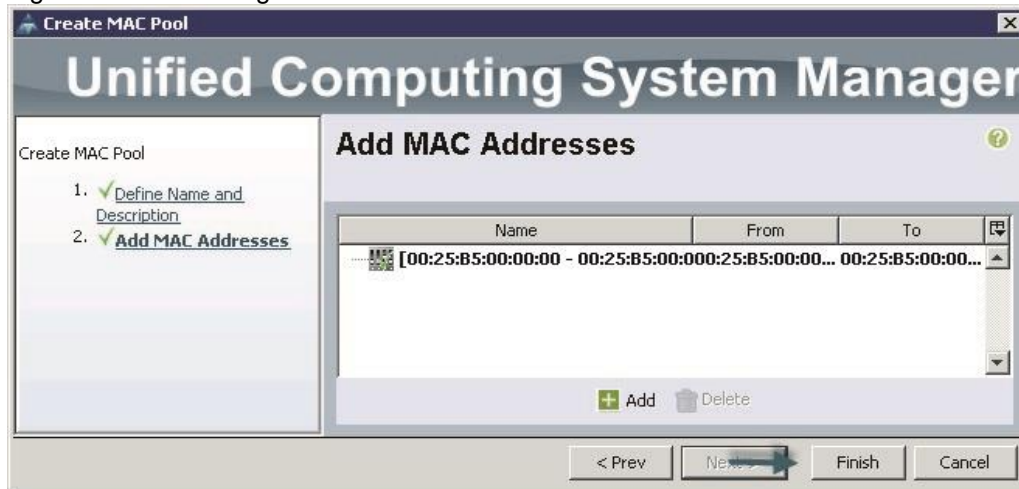 Create MAC Pool
Unified Computing System Manager
Create MAC Pool
1. Define Name and
Description
2. Add MAC Addresses
Add MAC Addresses
Name From To
[00:25:B5:00:00:00 - 00:25:B5:00:000:25:B5:00:00... 00:25:B5:00:00...
Add Delete
< Prev Finish Cancel